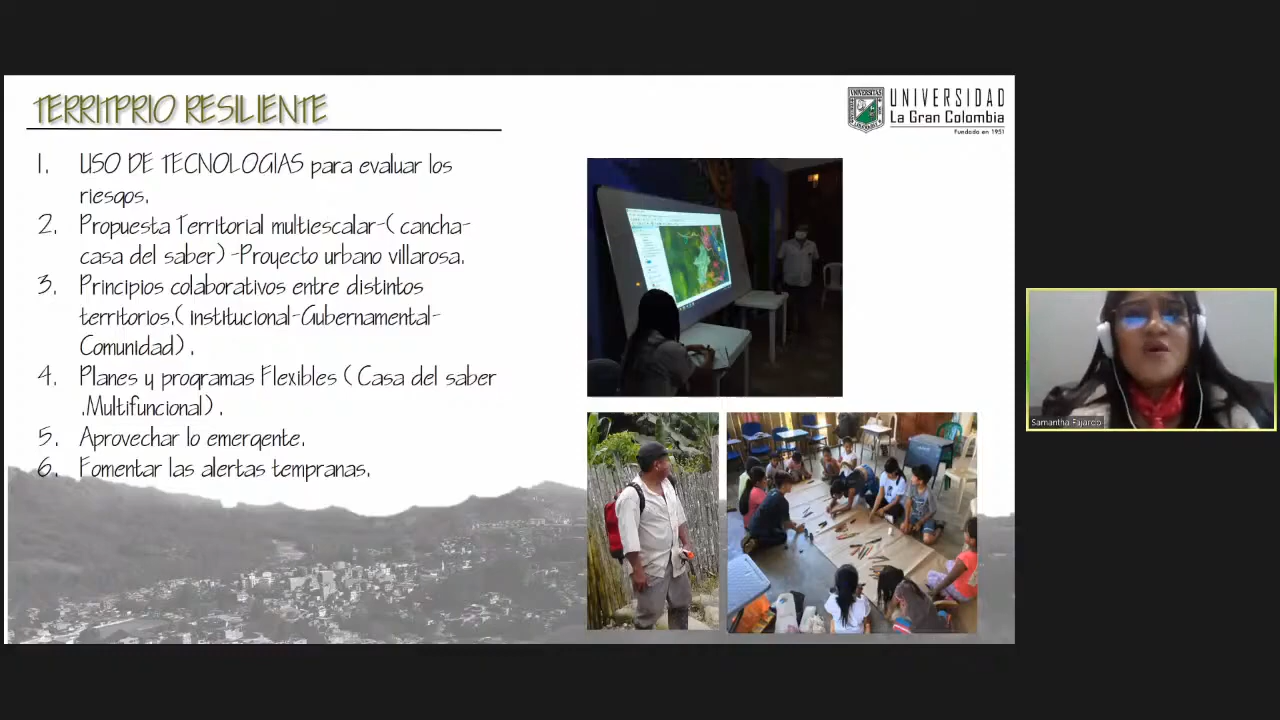 TERRITPRIO RESILIENTE
UNIVERSIDAD
La Gran Colombia
Fundada en 1951
1. USO DE TECNOLOGIAS para evaluar los
riesgos.
2. Propuesta Territorial multiescalar-( cancha-
casa del saber) -Proyecto urbano villarosa.
3. Principios colaborativos entre distintos
territorios.( institucional-Gubernamental-
Comunidad) .
4. Planes y programas Flexibles ( Casa del saber
.Multifuncional) .
5. Aprovechar lo emergente.
6. Fomentar las alertas tempranas.
Samantha Fajardo